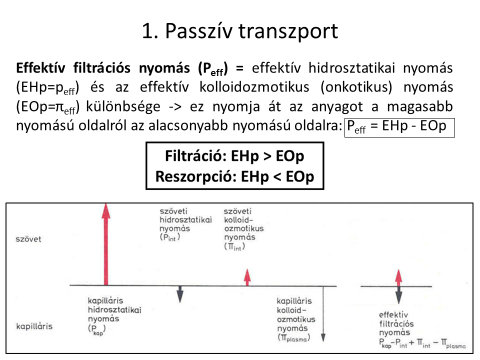 1. Passzív transzport
Effektív filtrációs nyomás (Peff) = effektív hidrosztatikai nyomás
(EHp=peff) és az effektív kolloidozmotikus (onkotikus) nyomás
(EOp=πeff) különbsége -> ez nyomja át az anyagot a magasabb
nyomású oldalról az alacsonyabb nyomású oldalra: Peff = EHp - EOp
Filtráció: EHp > EOp
Reszorpció: EHp < EOp
szövet
szöveti
hidrosztatikai
nyomás
(Pint)
szöveti
kolloid-
ozmotikus
nyomás
(πint)
kapilláris
kapilláris
hidrosztatikai
nyomás
(Pkap)
kapilláris
kolloid-
ozmotikus
nyomás
(πplasma)
effektív
filtrációs
nyomás
Pkap-Pint + πint - πplasma